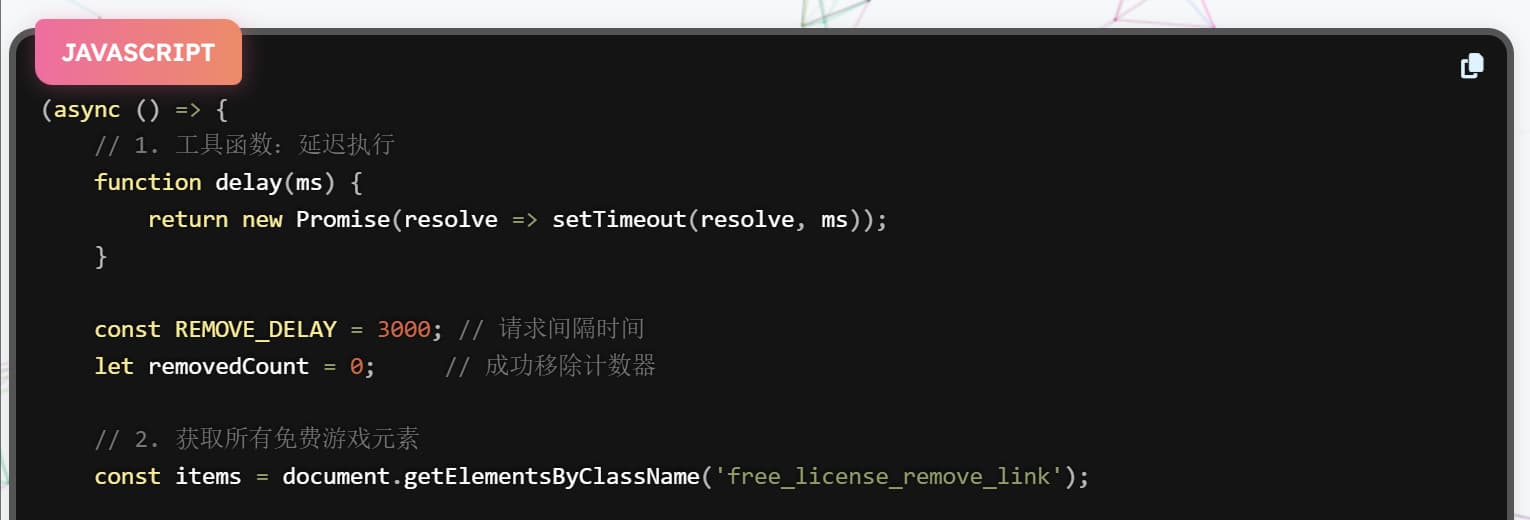 JAVASCRIPT
(async () => {
    // 1. 工具函数：延迟执行
    function delay(ms) {
        return new Promise(resolve => setTimeout(resolve, ms));
    }
    const REMOVE_DELAY = 3000; // 请求间隔时间
    let removedCount = 0;     // 成功移除计数器
    // 2. 获取所有免费游戏元素
    const items = document.getElementsByClassName('free_license_remove_link');